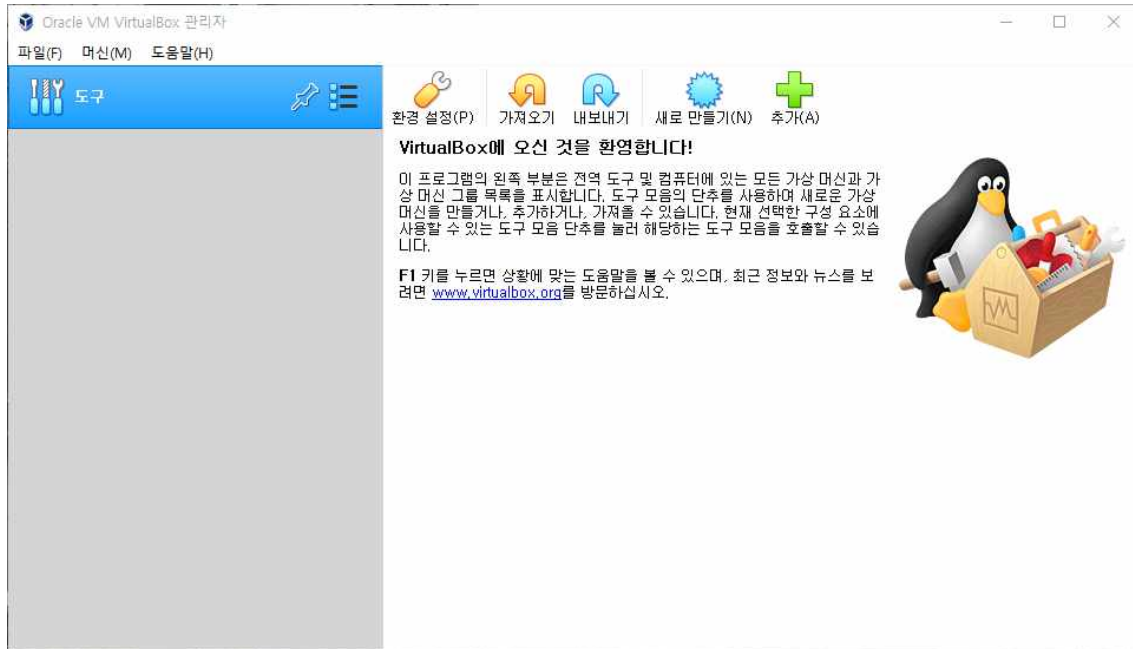 Oracle VM VirtualBox 관리자
파일(F) 머신(M) 도움말(H)
도구
환경 설정(P) 가져오기 내보내기 새로 만들기(N) 추가(A)
VirtualBox에 오신 것을 환영합니다!
이 프로그램의 왼쪽 부분은 전역 도구 및 컴퓨터에 있는 모든 가상 머신과 가
상 머신 그룹 목록을 표시합니다. 도구 모음의 단추를 사용하여 새로운 가상
머신을 만들거나, 추가하거나, 가져올 수 있습니다. 현재 선택한 구성 요소에
사용할 수 있는 도구 모음 단추를 눌러 해당하는 도구 모음을 호출할 수 있습
니다.
F1 키를 누르면 상황에 맞는 도움말을 볼 수 있으며, 최근 정보와 뉴스를 보
려면 www.virtualbox.org를 방문하십시오.